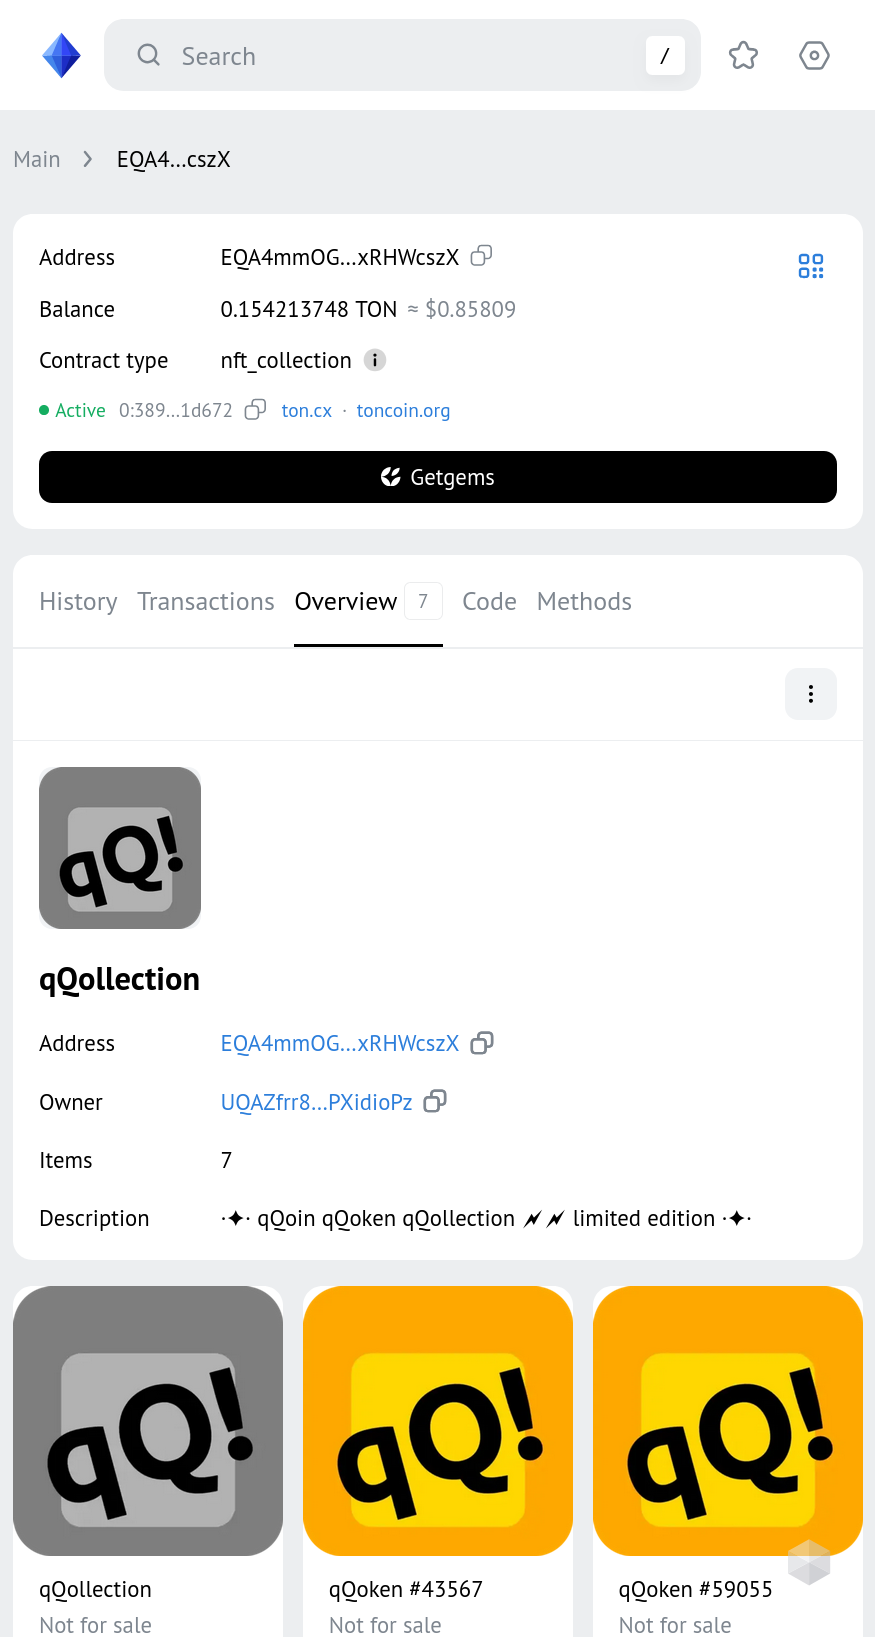 Search /
Main > EQA4...cszX
Address EQA4mmOG...xRHWcszX
Balance 0.154213748 TON ≈ $0.85809
Contract type nft_collection i
Active 0:389...1d672 ton.cx · toncoin.org
Getgems
History Transactions Overview 7 Code Methods
qQ!
qQollection
Address EQA4mmOG...xRHWcszX
Owner UQAZfrr8...PXidioPz
Items 7
Description ·✦· qQoin qQoken qQollection ⚡⚡ limited edition ·✦·
qQ! qQ! qQ!
qQollection qQoken #43567 qQoken #59055
Not for sale Not for sale Not for sale